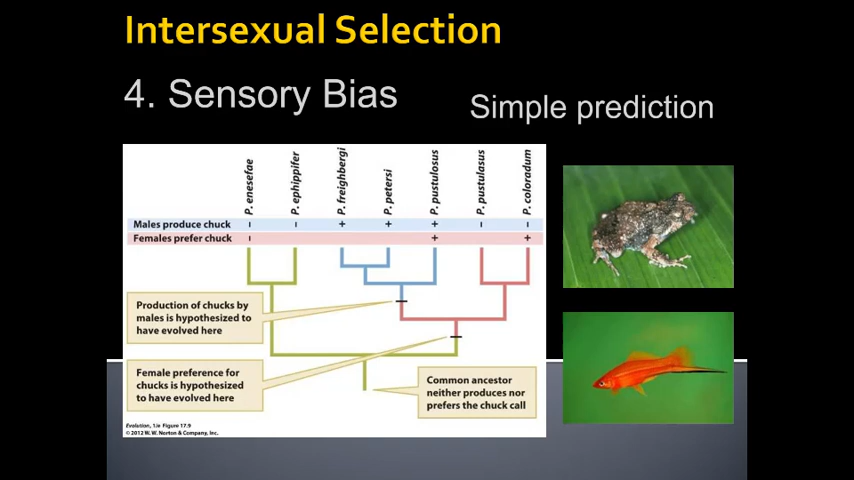 Intersexual Selection
4. Sensory Bias
Simple prediction
P. enesefae
P. ephippifer
P. freighbergi
P. petersi
P. pustulosus
P. pustulasus
P. coloradum
Males produce chuck - - + + + - -
Females prefer chuck - + +
Production of chucks by
males is hypothesized to
have evolved here
Female preference for
chucks is hypothesized
to have evolved here
Common ancestor
neither produces nor
prefers the chuck call
Evolution, 1/e Figure 17.9
© 2012 W. W. Norton & Company, Inc.